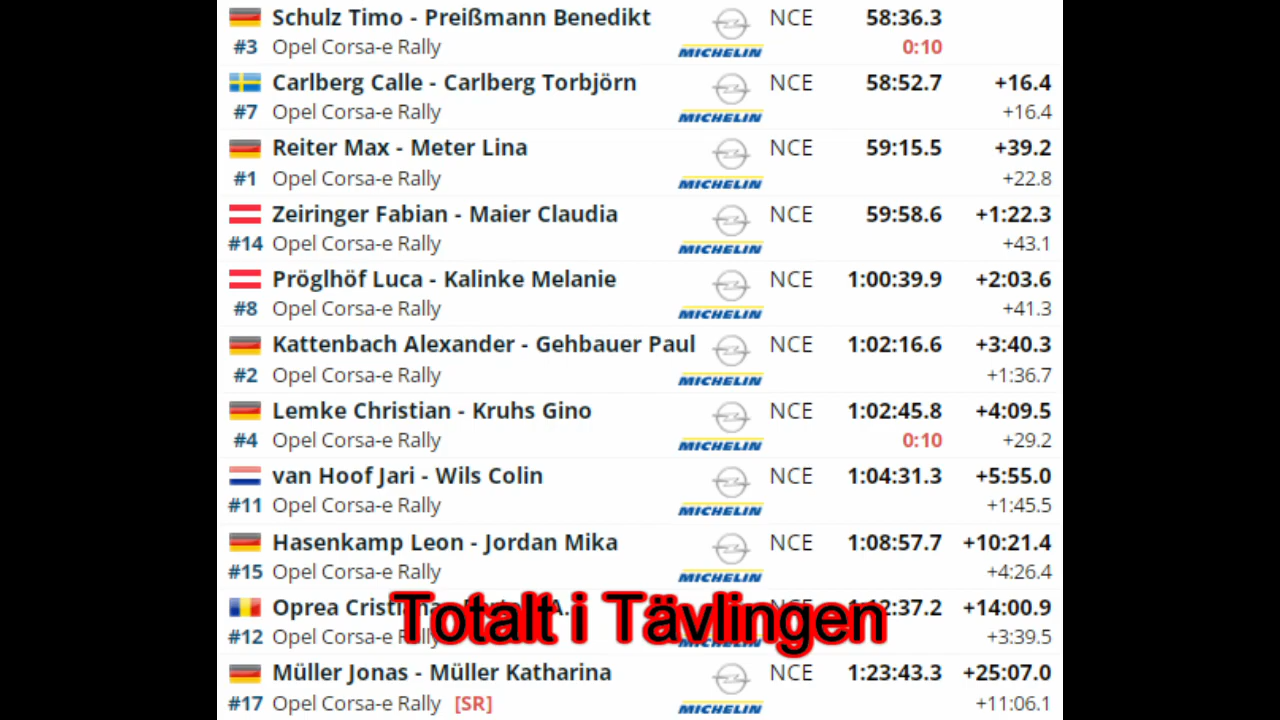 Schulz Timo - Preißmann Benedikt NCE 58:36.3
#3 Opel Corsa-e Rally MICHELIN 0:10
Carlberg Calle - Carlberg Torbjörn NCE 58:52.7 +16.4
#7 Opel Corsa-e Rally MICHELIN +16.4
Reiter Max - Meter Lina NCE 59:15.5 +39.2
#1 Opel Corsa-e Rally MICHELIN +22.8
Zeiringer Fabian - Maier Claudia NCE 59:58.6 +1:22.3
#14 Opel Corsa-e Rally MICHELIN +43.1
Pröglhöf Luca - Kalinke Melanie NCE 1:00:39.9 +2:03.6
#8 Opel Corsa-e Rally MICHELIN +41.3
Kattenbach Alexander - Gehbauer Paul NCE 1:02:16.6 +3:40.3
#2 Opel Corsa-e Rally MICHELIN +1:36.7
Lemke Christian - Kruhs Gino NCE 1:02:45.8 +4:09.5
#4 Opel Corsa-e Rally MICHELIN 0:10 +29.2
van Hoof Jari - Wils Colin NCE 1:04:31.3 +5:55.0
#11 Opel Corsa-e Rally MICHELIN +1:45.5
Hasenkamp Leon - Jordan Mika NCE 1:08:57.7 +10:21.4
#15 Opel Corsa-e Rally MICHELIN +4:26.4
Oprea +14:00.9
Totalt i Tävlingen
#12 Opel Corsa-e +3:39.5
Müller Jonas - Müller Katharina NCE 1:23:43.3 +25:07.0
#17 Opel Corsa-e Rally [SR] MICHELIN +11:06.1